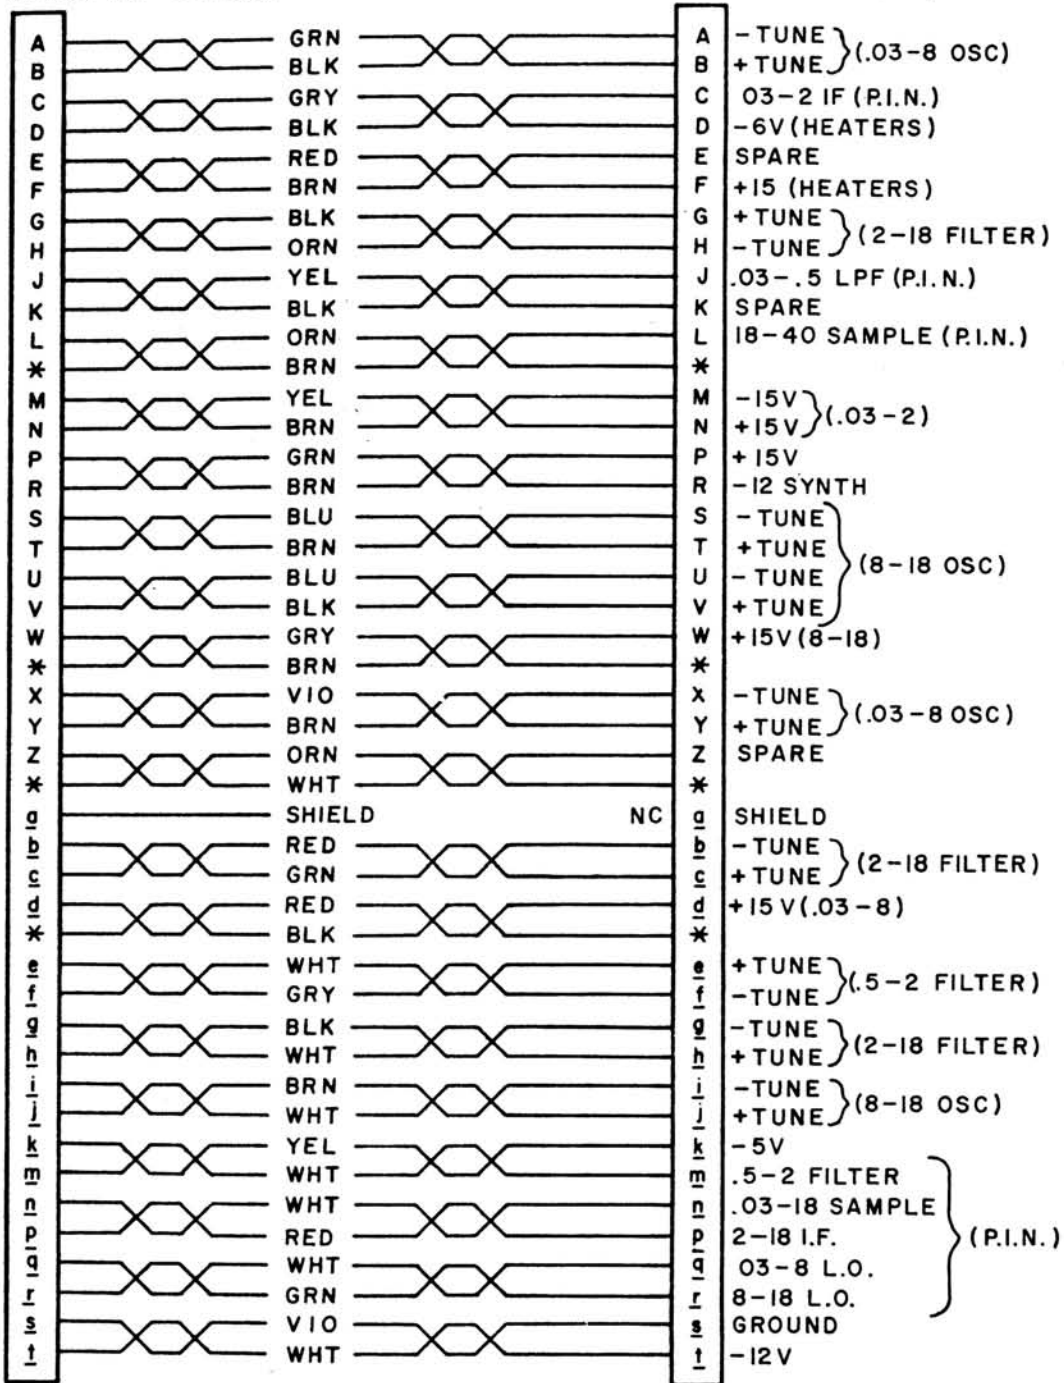 A GRN A -TUNE
B BLK B +TUNE (.03-8 OSC)
C GRY C 03-2 IF (P.I.N.)
D BLK D -6V (HEATERS)
E RED E SPARE
F BRN F +15 (HEATERS)
G BLK G +TUNE
H ORN H -TUNE (2-18 FILTER)
J YEL J .03-.5 LPF (P.I.N.)
K BLK K SPARE
L ORN L 18-40 SAMPLE (P.I.N.)
* BRN *
M YEL M -15V
N BRN N +15V (.03-2)
P GRN P +15V
R BRN R -12 SYNTH
S BLU S -TUNE
T BRN T +TUNE
U BLU U -TUNE (8-18 OSC)
V BLK V +TUNE
W GRY W +15V (8-18)
* BRN *
X VIO X -TUNE
Y BRN Y +TUNE (.03-8 OSC)
Z ORN Z SPARE
* WHT *
a SHIELD NC a SHIELD
b RED b -TUNE
c GRN c +TUNE (2-18 FILTER)
d RED d +15V (.03-8)
* BLK *
e WHT e +TUNE
f GRY f -TUNE (.5-2 FILTER)
g BLK g -TUNE
h WHT h +TUNE (2-18 FILTER)
i BRN i -TUNE
j WHT j +TUNE (8-18 OSC)
k YEL k -5V
m WHT m .5-2 FILTER
n WHT n .03-18 SAMPLE
p RED p 2-18 I.F. (P.I.N.)
q WHT q 03-8 L.O.
r GRN r 8-18 L.O.
s VIO s GROUND
t WHT t -12V